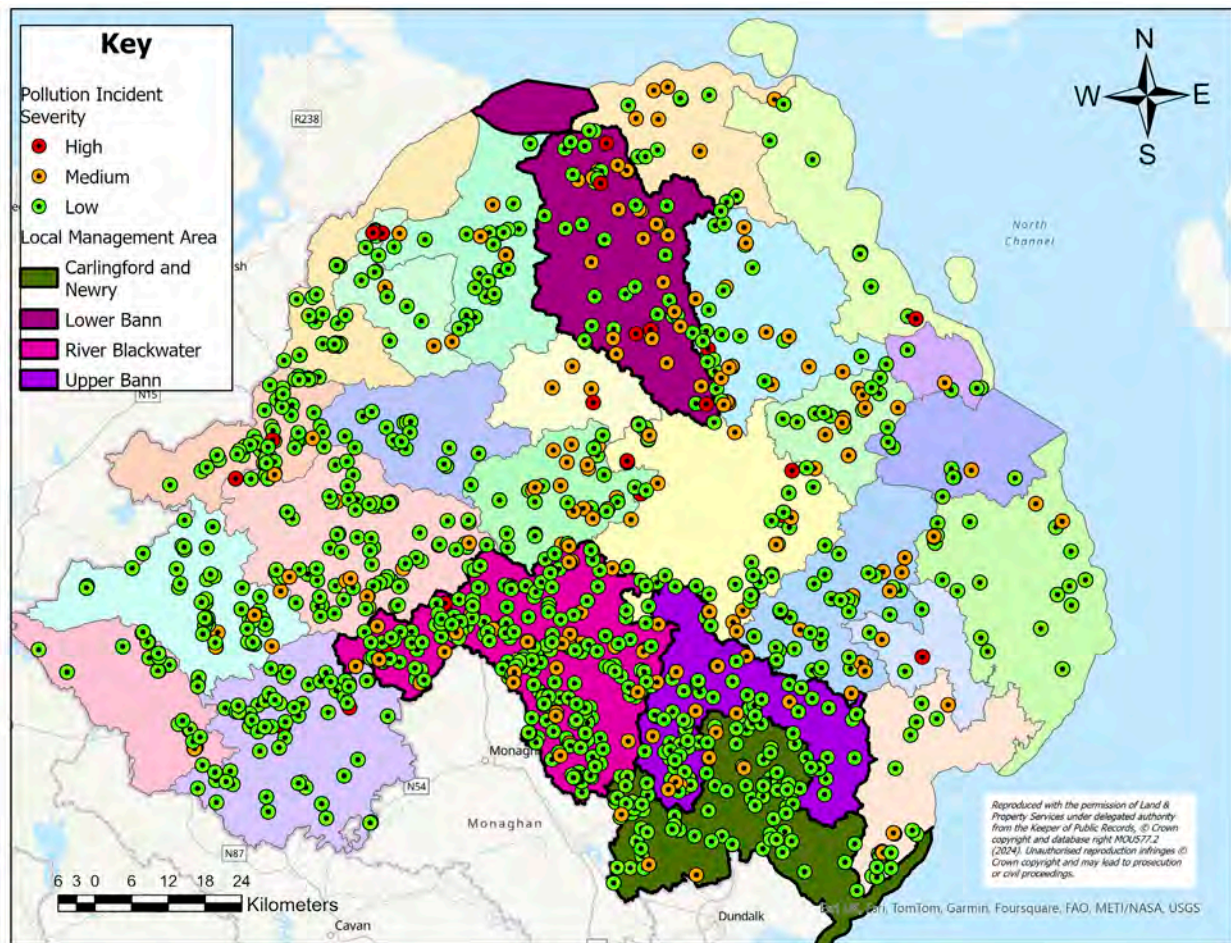 Key
Pollution Incident
Severity
High
Medium
Low
Local Management Area
Carlingford and
Newry
Lower Bann
River Blackwater
Upper Bann
N
W E
S
R238
North
Channel
sh
N15
Monagh
N54
Monaghan
N87
Cavan
Dundalk
6 3 0 6 12 18 24
Kilometers
Reproduced with the permission of Land &
Property Services under delegated authority
from the Keeper of Public Records, © Crown
copyright and database right MOU577.2
(2024). Unauthorised reproduction infringes ©
Crown copyright and may lead to prosecution
or civil proceedings.
Esri UK, Esri, TomTom, Garmin, Foursquare, FAO, METI/NASA, USGS